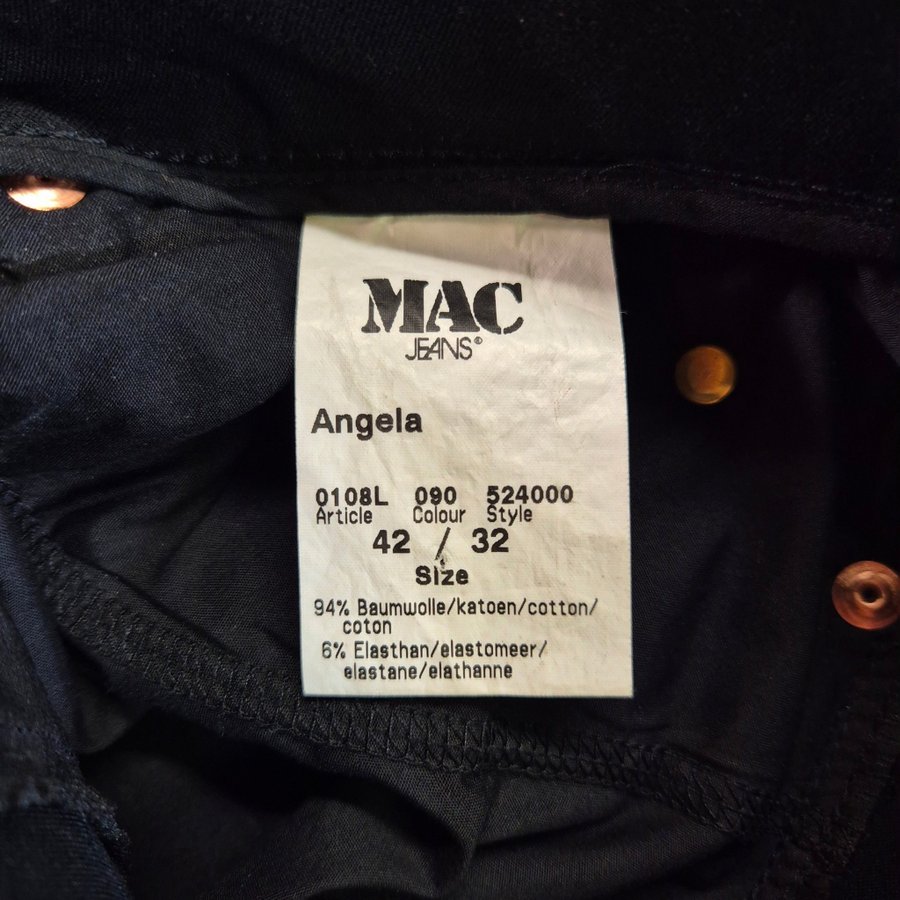 MAC
JEANS®
Angela
0108L 090 524000
Article Colour Style
42 / 32
Size
94% Baumwolle/katoen/cotton/
coton
6% Elasthan/elastomeer/
elastane/elathanne